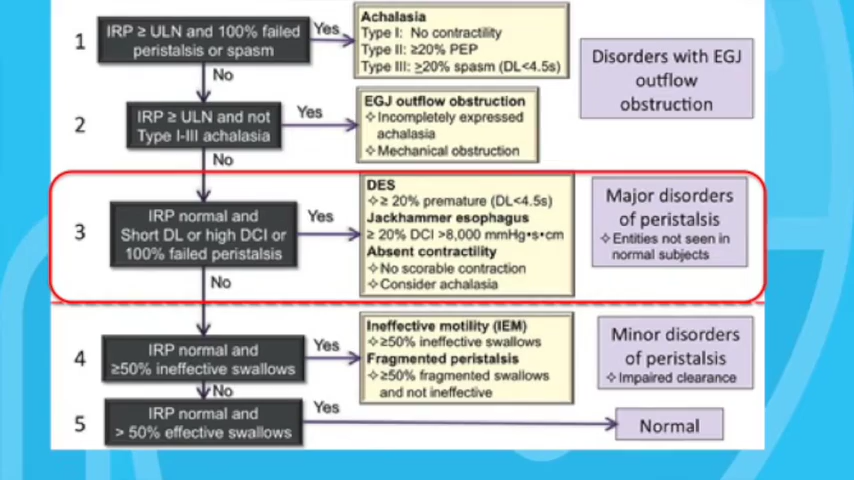 1
IRP ≥ ULN and 100% failed
peristalsis or spasm
Yes
Achalasia
Type I: No contractility
Type II: ≥20% PEP
Type III: ≥20% spasm (DL<4.5s)
Disorders with EGJ
outflow
obstruction
No
2
IRP ≥ ULN and not
Type I-III achalasia
Yes
EGJ outflow obstruction
✧Incompletely expressed
achalasia
✧Mechanical obstruction
No
3
IRP normal and
Short DL or high DCI or
100% failed peristalsis
Yes
DES
✧≥ 20% premature (DL<4.5s)
Jackhammer esophagus
≥ 20% DCI >8,000 mmHg•s•cm
Absent contractility
✧No scorable contraction
✧Consider achalasia
Major disorders
of peristalsis
✧Entities not seen in
normal subjects
No
4
IRP normal and
≥50% ineffective swallows
Yes
Ineffective motility (IEM)
✧≥50% ineffective swallows
Fragmented peristalsis
✧≥50% fragmented swallows
and not ineffective
Minor disorders
of peristalsis
✧Impaired clearance
No
5
IRP normal and
> 50% effective swallows
Yes
Normal